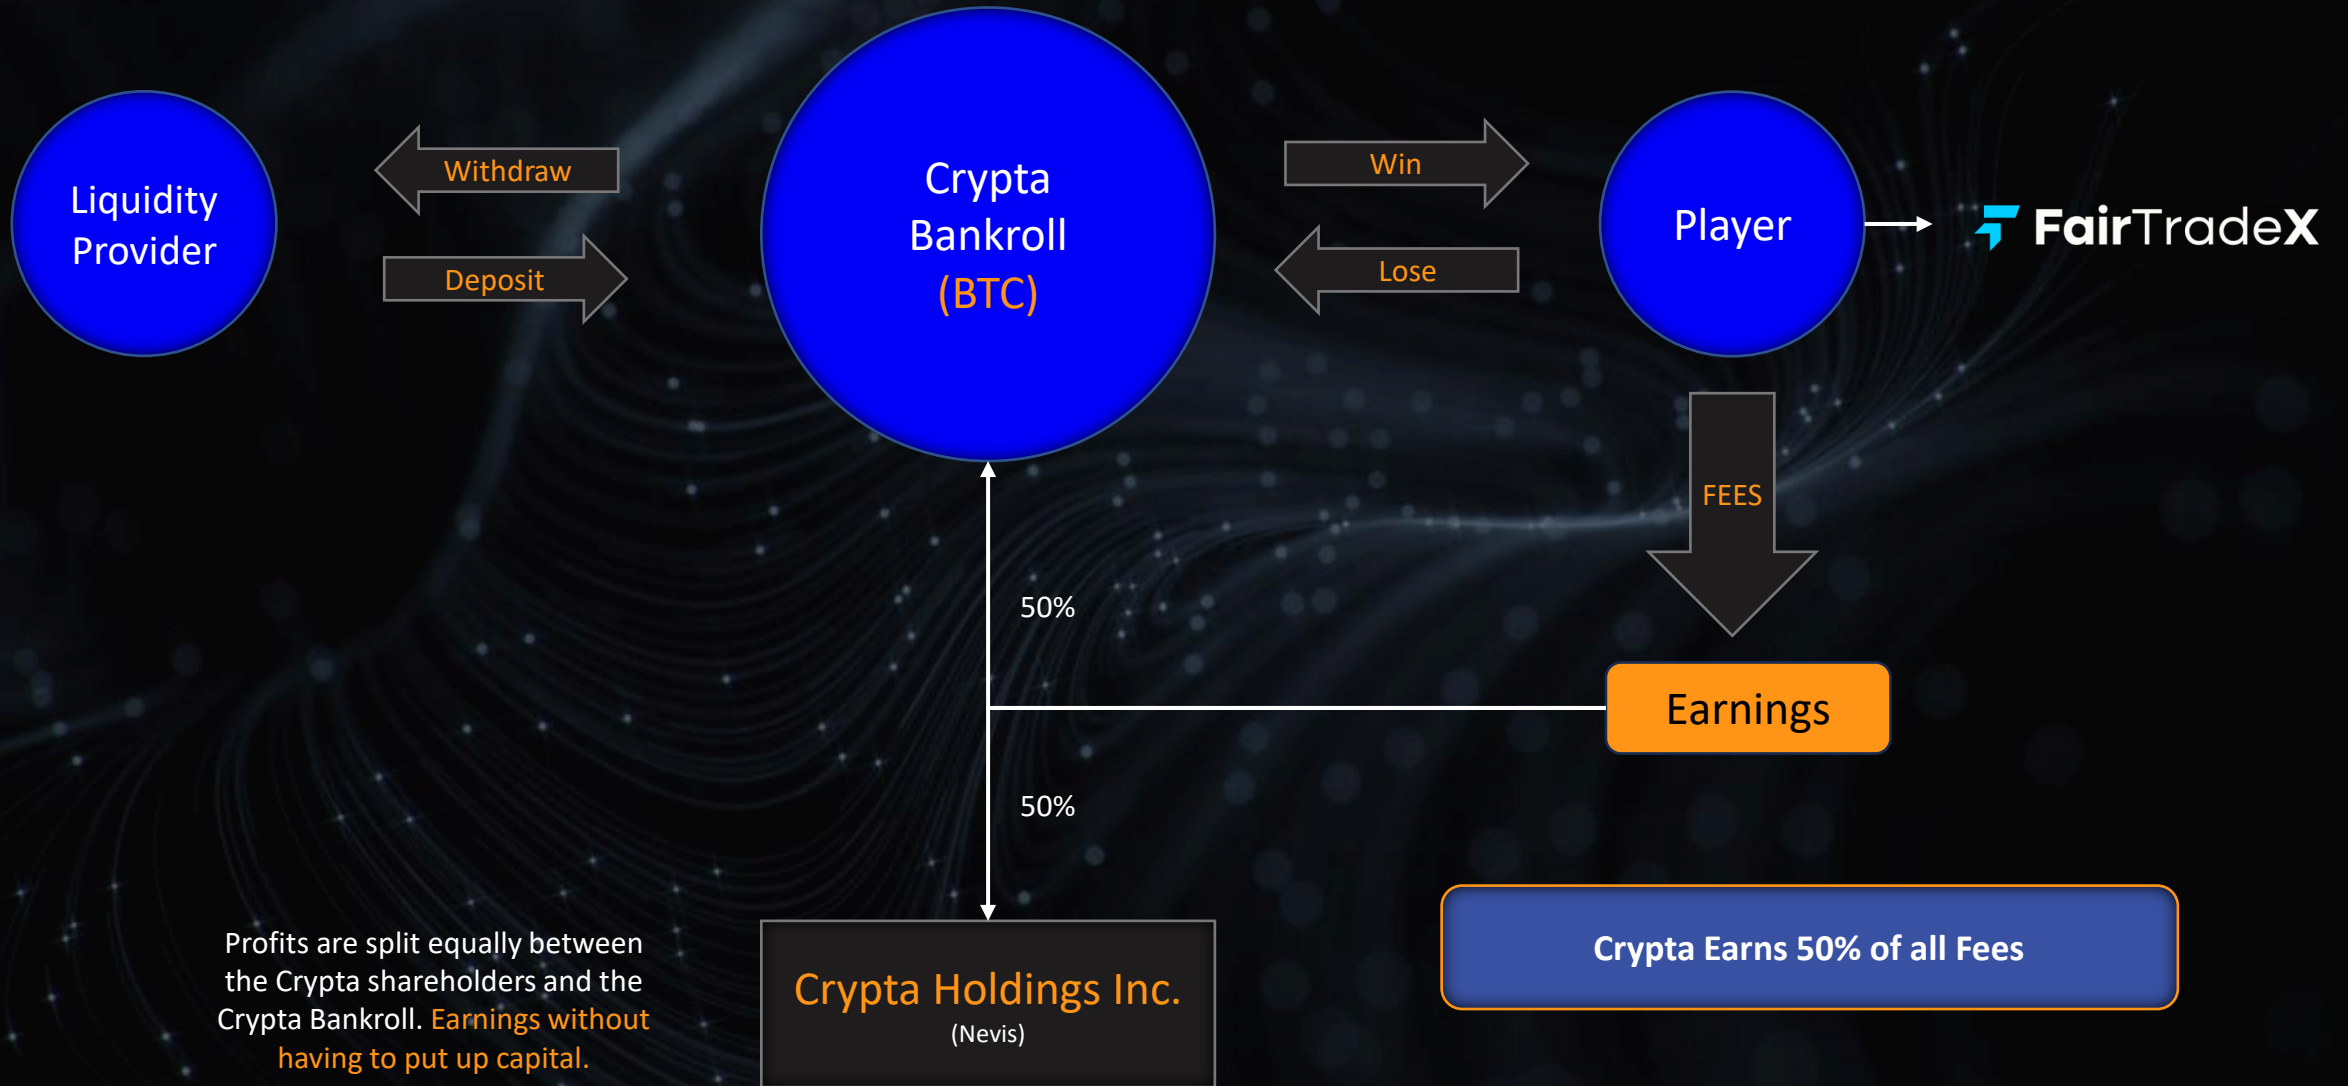 Liquidity
Provider
Withdraw
Deposit
Crypta
Bankroll
(BTC)
Win
Lose
Player
FairTradeX
FEES
50%
Earnings
50%
Profits are split equally between
the Crypta shareholders and the
Crypta Bankroll. Earnings without
having to put up capital.
Crypta Holdings Inc.
(Nevis)
Crypta Earns 50% of all Fees